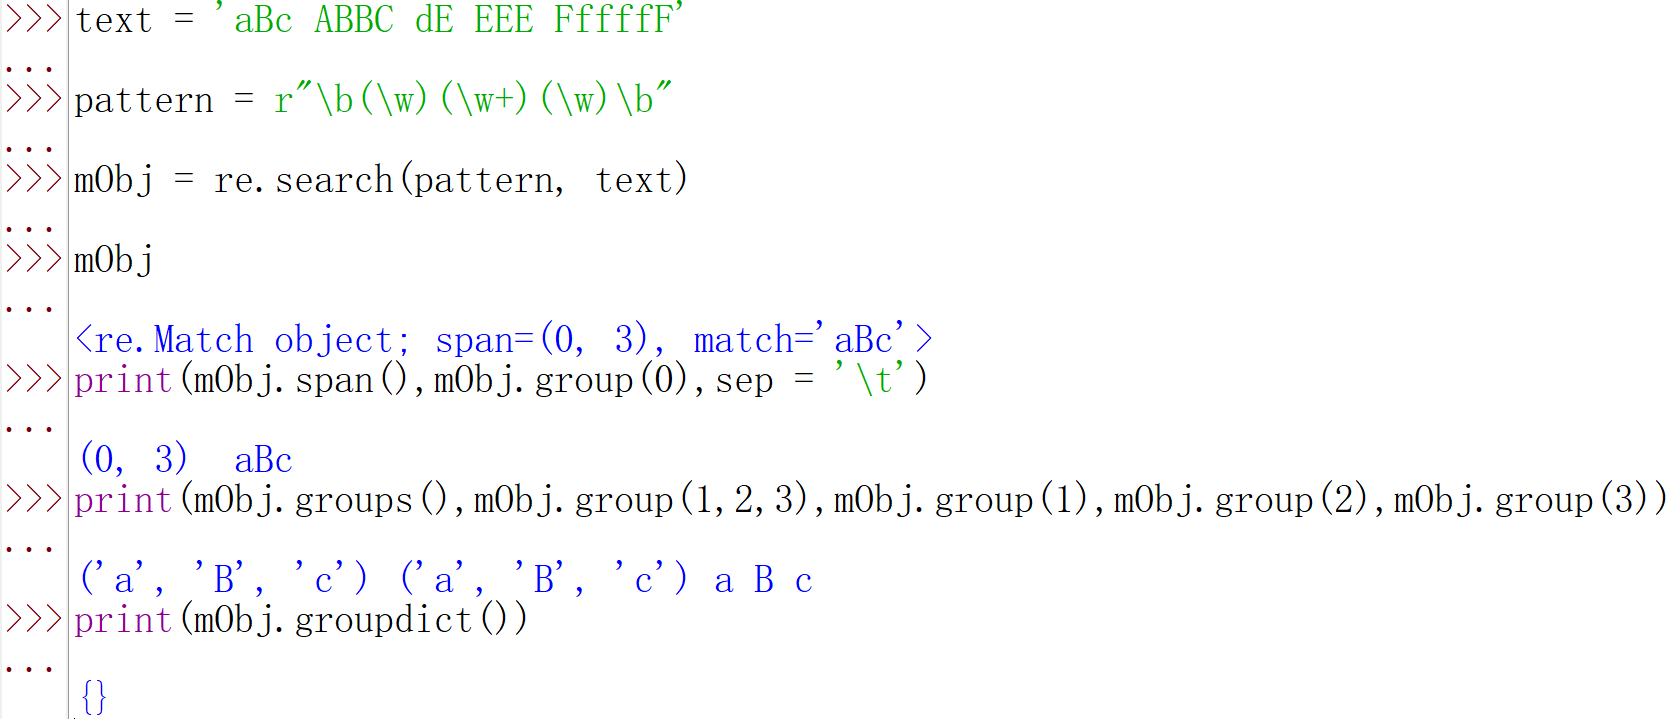 >>> text = 'aBc ABBC dE EEE FffffF'
...
>>> pattern = r"\b(\w)(\w+)(\w)\b"
...
>>> mObj = re.search(pattern, text)
...
>>> mObj
...
<re.Match object; span=(0, 3), match='aBc'>
>>> print(mObj.span(),mObj.group(0),sep = '\t')
...
(0, 3)  aBc
>>> print(mObj.groups(),mObj.group(1,2,3),mObj.group(1),mObj.group(2),mObj.group(3))
...
('a', 'B', 'c') ('a', 'B', 'c') a B c
>>> print(mObj.groupdict())
...
{}